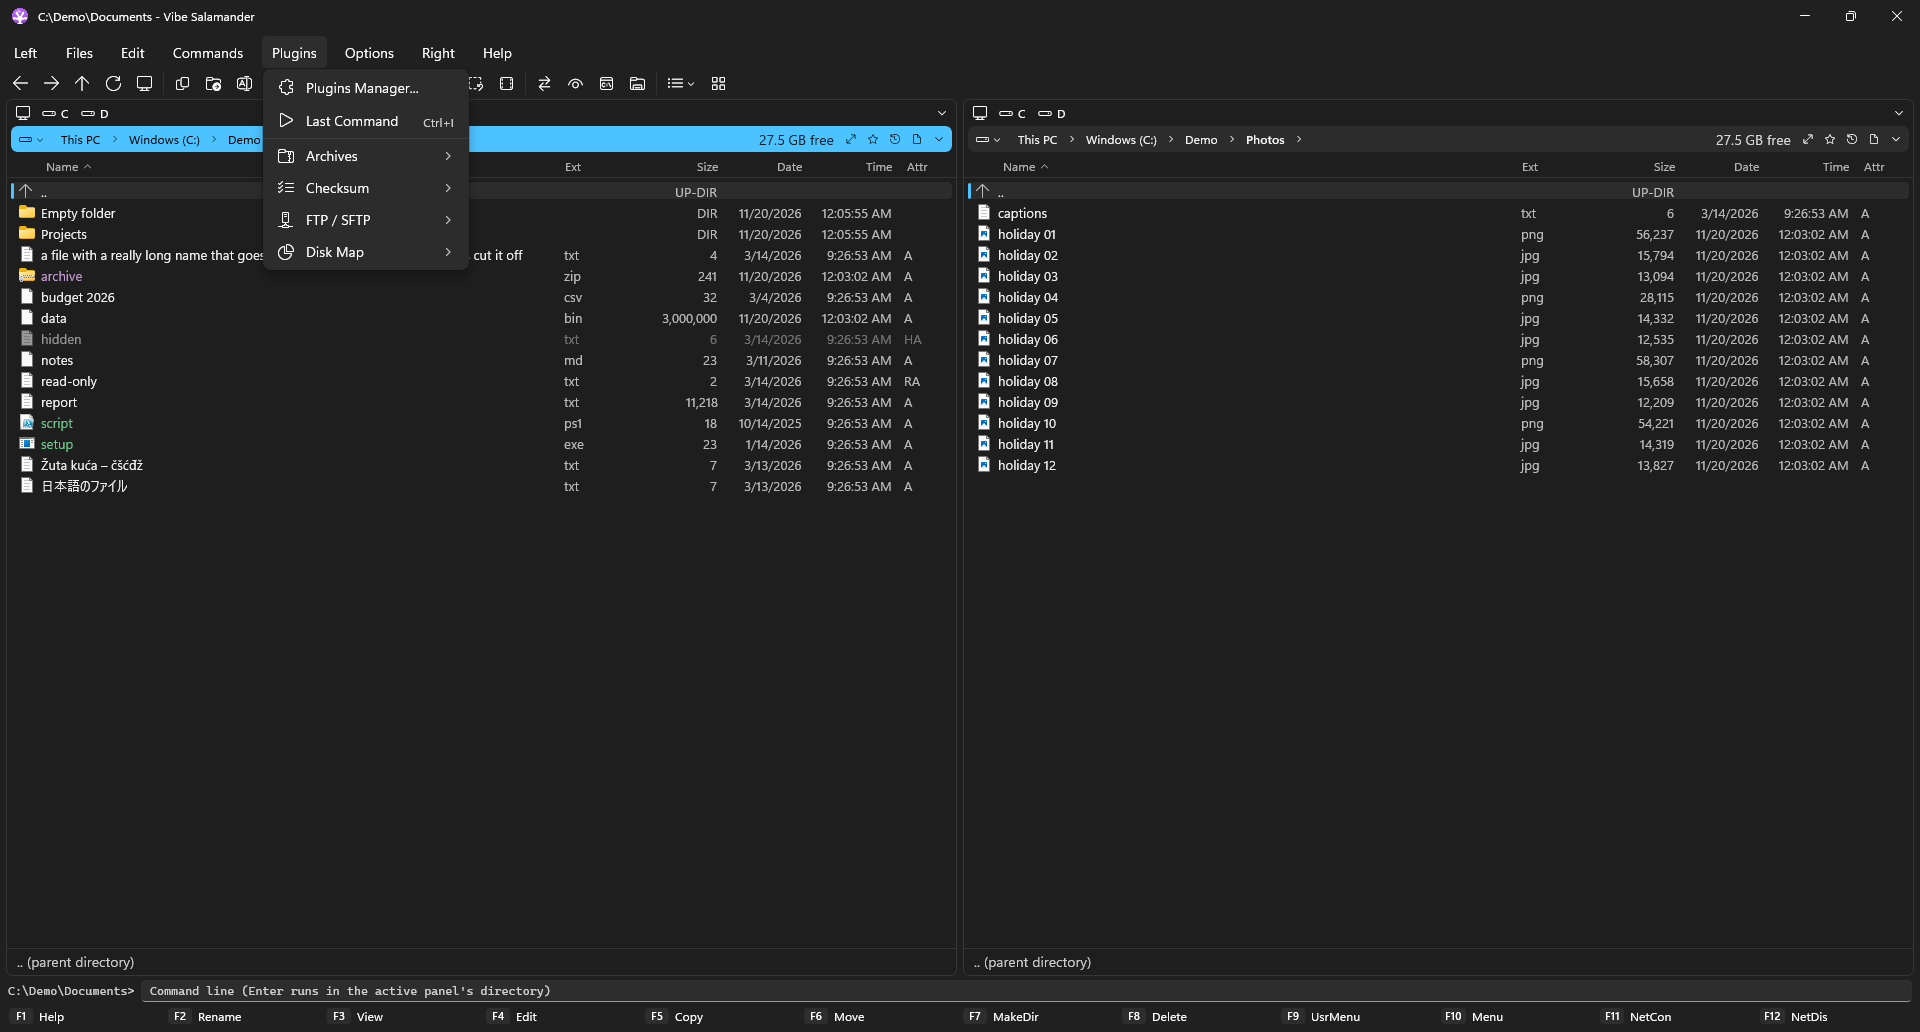 C:\Demo\Documents - Vibe Salamander
Left Files Edit Commands Plugins Options Right Help
Plugins Manager...
Last Command Ctrl+I
Archives
Checksum
FTP / SFTP
Disk Map
C D
This PC Windows (C:) Demo 27.5 GB free
Name Ext Size Date Time Attr
.. UP-DIR
Empty folder DIR 11/20/2026 12:05:55 AM
Projects DIR 11/20/2026 12:05:55 AM
a file with a really long name that goes cut it off txt 4 3/14/2026 9:26:53 AM A
archive zip 241 11/20/2026 12:03:02 AM A
budget 2026 csv 32 3/4/2026 9:26:53 AM A
data bin 3,000,000 11/20/2026 12:03:02 AM A
hidden txt 6 3/14/2026 9:26:53 AM HA
notes md 23 3/11/2026 9:26:53 AM A
read-only txt 2 3/14/2026 9:26:53 AM RA
report txt 11,218 3/14/2026 9:26:53 AM A
script ps1 18 10/14/2025 9:26:53 AM A
setup exe 23 1/14/2026 9:26:53 AM A
Žuta kuća – čšćđž txt 7 3/13/2026 9:26:53 AM A
日本語のファイル txt 7 3/13/2026 9:26:53 AM A
.. (parent directory)
C D
This PC Windows (C:) Demo Photos 27.5 GB free
Name Ext Size Date Time Attr
.. UP-DIR
captions txt 6 3/14/2026 9:26:53 AM A
holiday 01 png 56,237 11/20/2026 12:03:02 AM A
holiday 02 jpg 15,794 11/20/2026 12:03:02 AM A
holiday 03 jpg 13,094 11/20/2026 12:03:02 AM A
holiday 04 png 28,115 11/20/2026 12:03:02 AM A
holiday 05 jpg 14,332 11/20/2026 12:03:02 AM A
holiday 06 jpg 12,535 11/20/2026 12:03:02 AM A
holiday 07 png 58,307 11/20/2026 12:03:02 AM A
holiday 08 jpg 15,658 11/20/2026 12:03:02 AM A
holiday 09 jpg 12,209 11/20/2026 12:03:02 AM A
holiday 10 png 54,221 11/20/2026 12:03:02 AM A
holiday 11 jpg 14,319 11/20/2026 12:03:02 AM A
holiday 12 jpg 13,827 11/20/2026 12:03:02 AM A
.. (parent directory)
C:\Demo\Documents> Command line (Enter runs in the active panel's directory)
F1 Help F2 Rename F3 View F4 Edit F5 Copy F6 Move F7 MakeDir F8 Delete F9 UsrMenu F10 Menu F11 NetCon F12 NetDis